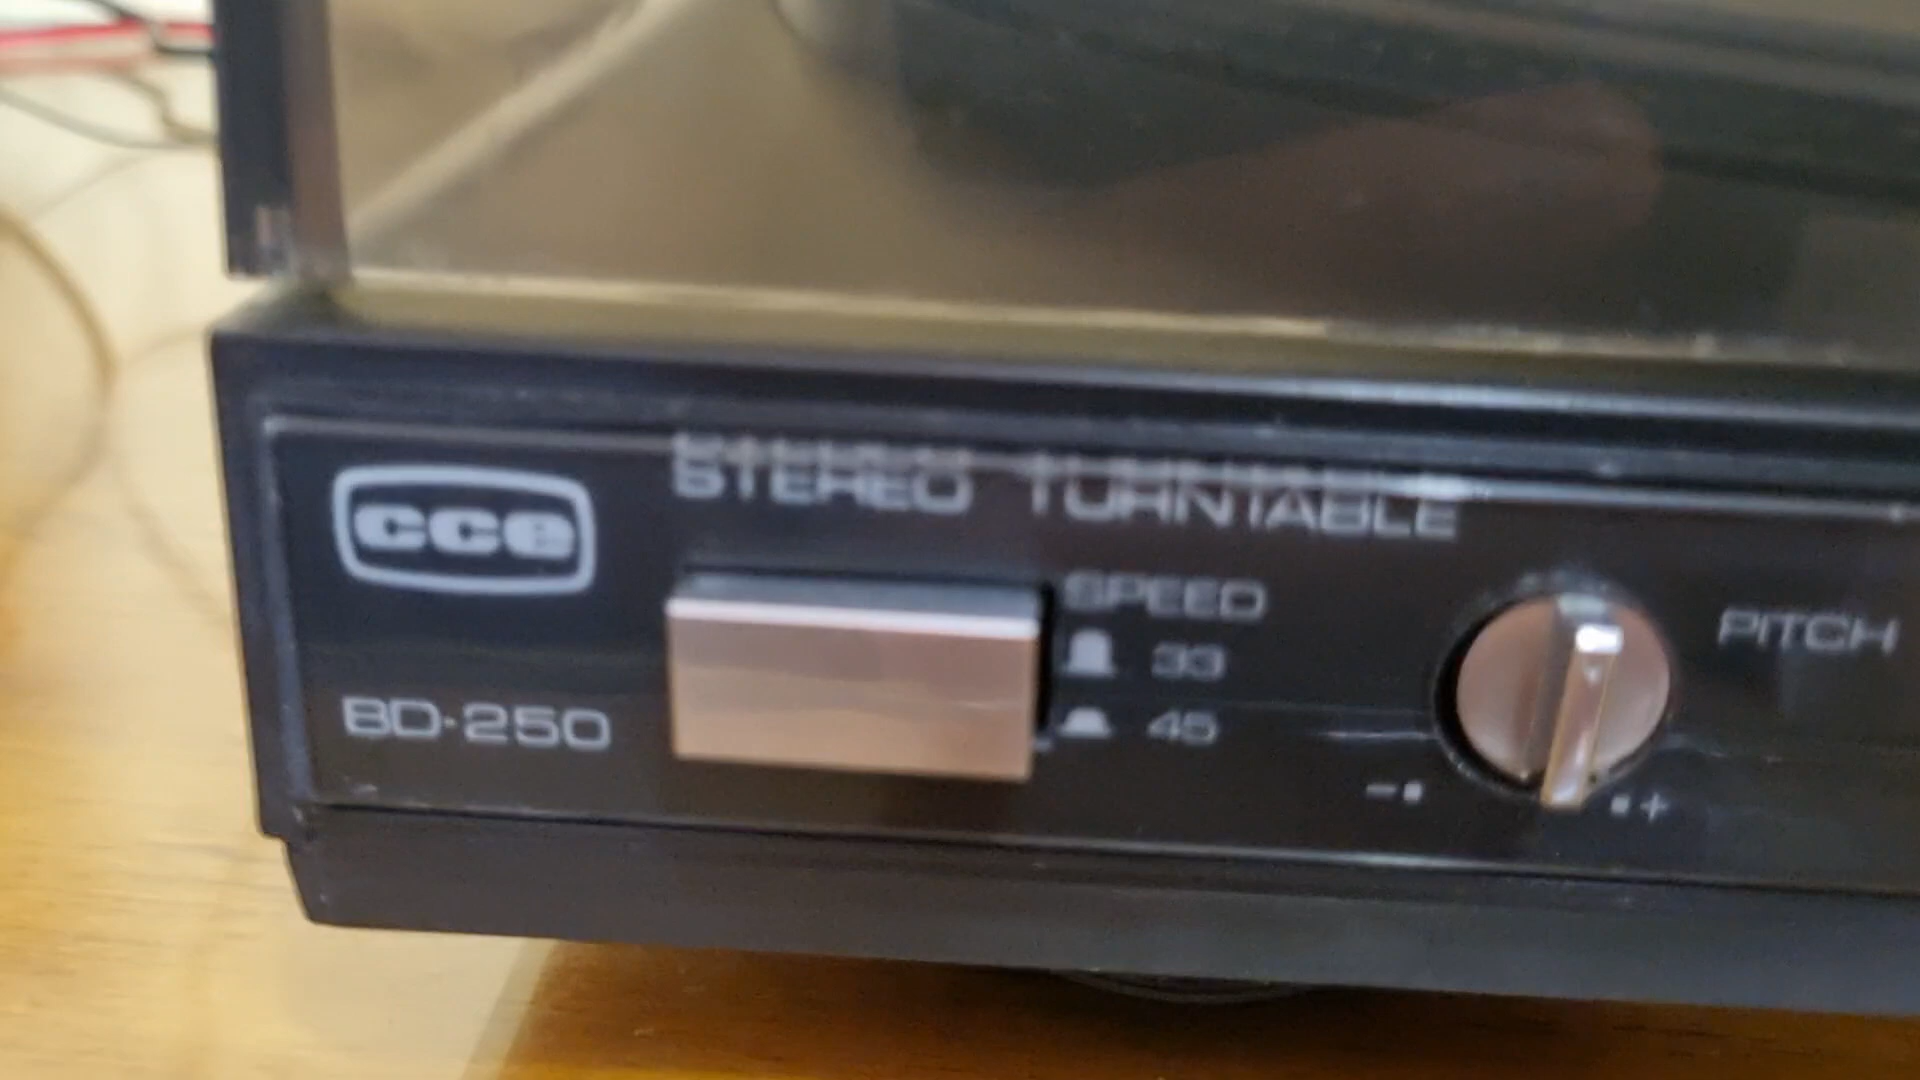 cce
STEREO TURNTABLE
SPEED
33
45
BD-250
PITCH
- +